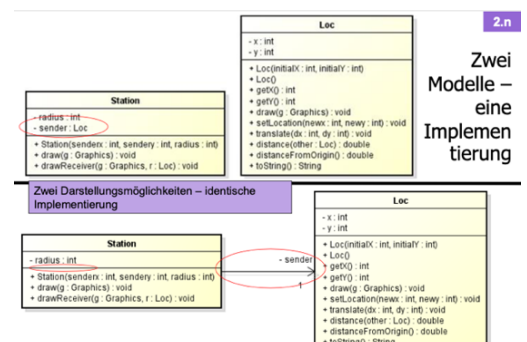 2.n
Zwei
Modelle –
eine
Implemen
tierung
Loc
- x : int
- y : int
+ Loc(initialX : int, initialY : int)
+ Loc()
+ getX() : int
+ getY() : int
+ draw(g : Graphics) : void
+ setLocation(newx : int, newy : int) : void
+ translate(dx : int, dy : int) : void
+ distance(other : Loc) : double
+ distanceFromOrigin() : double
+ toString() : String
Station
- radius : int
- sender : Loc
+ Station(senderx : int, sendery : int, radius : int)
+ draw(g : Graphics) : void
+ drawReceiver(g : Graphics, r : Loc) : void
Zwei Darstellungsmöglichkeiten – identische
Implementierung
Station
- radius : int
+ Station(senderx : int, sendery : int, radius : int)
+ draw(g : Graphics) : void
+ drawReceiver(g : Graphics, r : Loc) : void
- sender
1
Loc
- x : int
- y : int
+ Loc(initialX : int, initialY : int)
+ Loc()
+ getX() : int
+ getY() : int
+ draw(g : Graphics) : void
+ setLocation(newx : int, newy : int) : void
+ translate(dx : int, dy : int) : void
+ distance(other : Loc) : double
+ distanceFromOrigin() : double
+ toString() : String